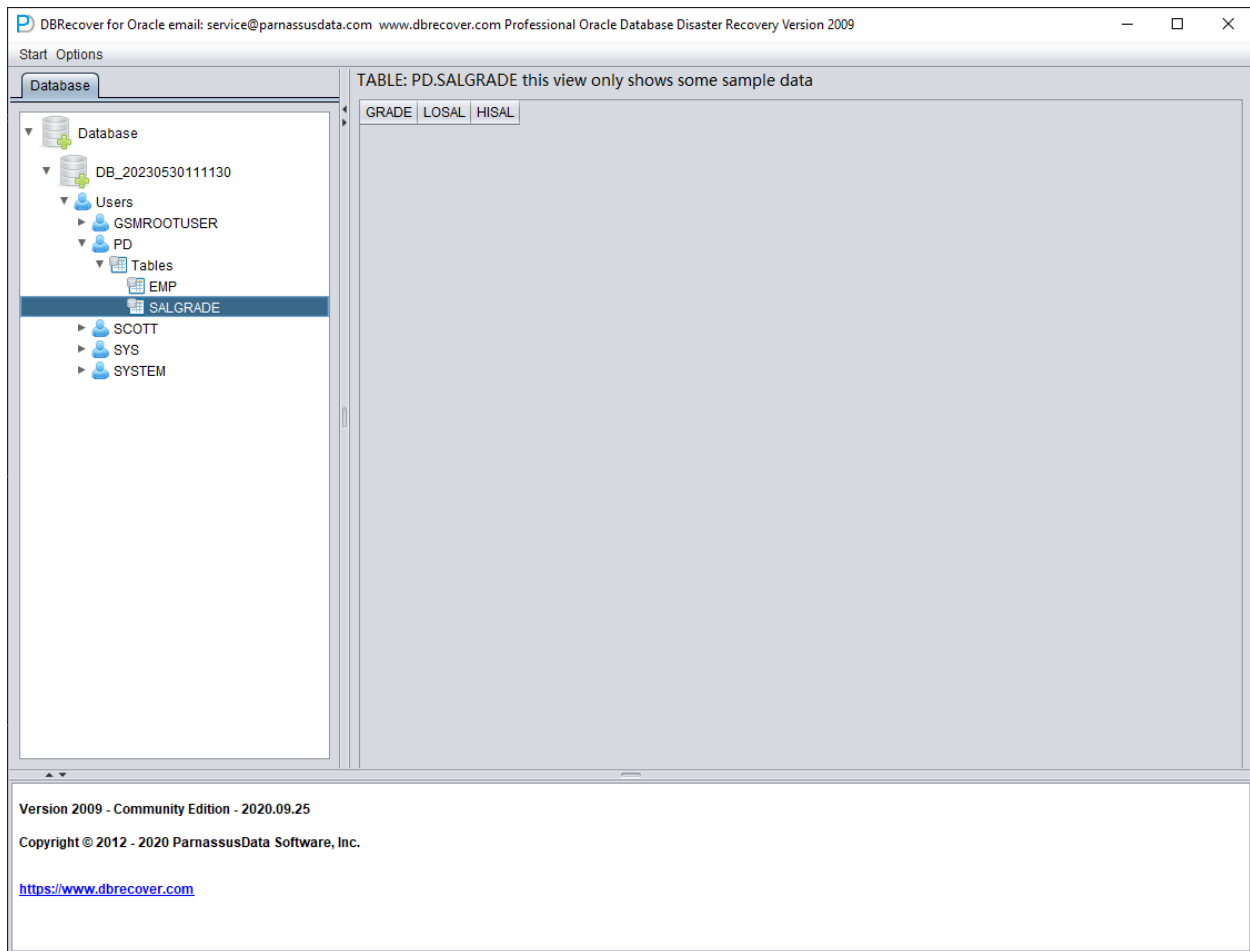 DBRecover for Oracle email: service@parnassusdata.com www.dbrecover.com Professional Oracle Database Disaster Recovery Version 2009
Start Options
Database
TABLE: PD.SALGRADE this view only shows some sample data
GRADE LOSAL HISAL
Database
DB_20230530111130
Users
GSMROOTUSER
PD
Tables
EMP
SALGRADE
SCOTT
SYS
SYSTEM
Version 2009 - Community Edition - 2020.09.25
Copyright © 2012 - 2020 ParnassusData Software, Inc.
https://www.dbrecover.com